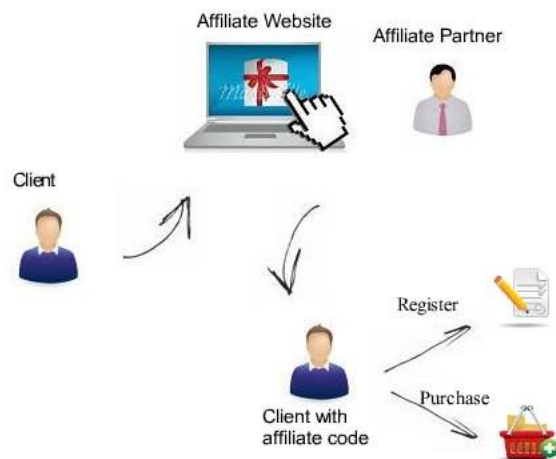 Affiliate Website
Affiliate Partner
Client
Register
Purchase
Client with
affiliate code